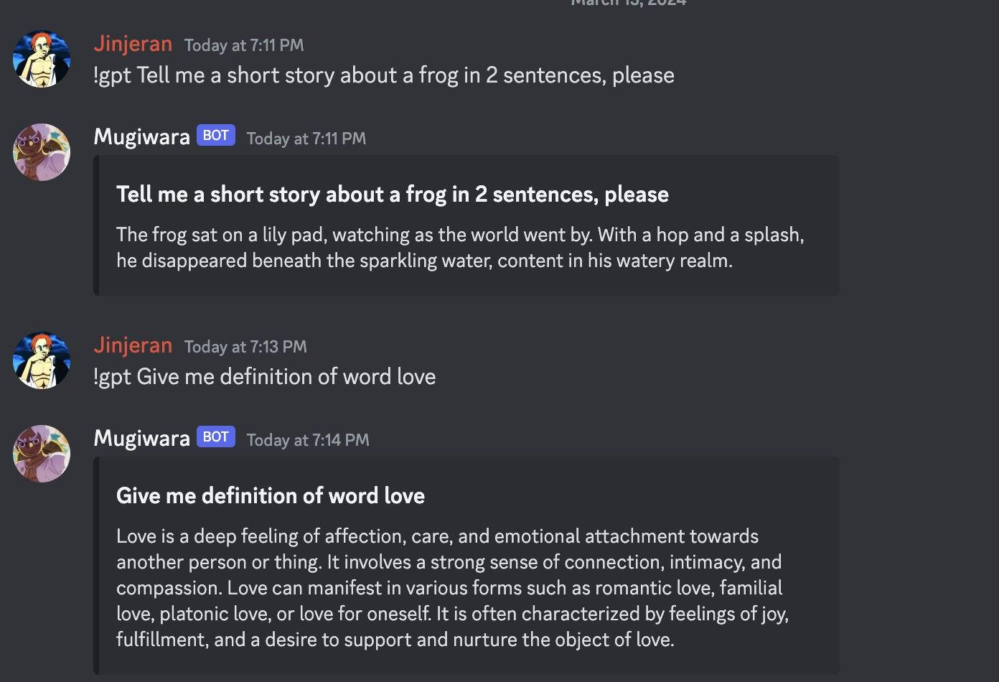 March 13, 2024
Jinjeran Today at 7:11 PM
!gpt Tell me a short story about a frog in 2 sentences, please
Mugiwara BOT Today at 7:11 PM
Tell me a short story about a frog in 2 sentences, please
The frog sat on a lily pad, watching as the world went by. With a hop and a splash,
he disappeared beneath the sparkling water, content in his watery realm.
Jinjeran Today at 7:13 PM
!gpt Give me definition of word love
Mugiwara BOT Today at 7:14 PM
Give me definition of word love
Love is a deep feeling of affection, care, and emotional attachment towards
another person or thing. It involves a strong sense of connection, intimacy, and
compassion. Love can manifest in various forms such as romantic love, familial
love, platonic love, or love for oneself. It is often characterized by feelings of joy,
fulfillment, and a desire to support and nurture the object of love.